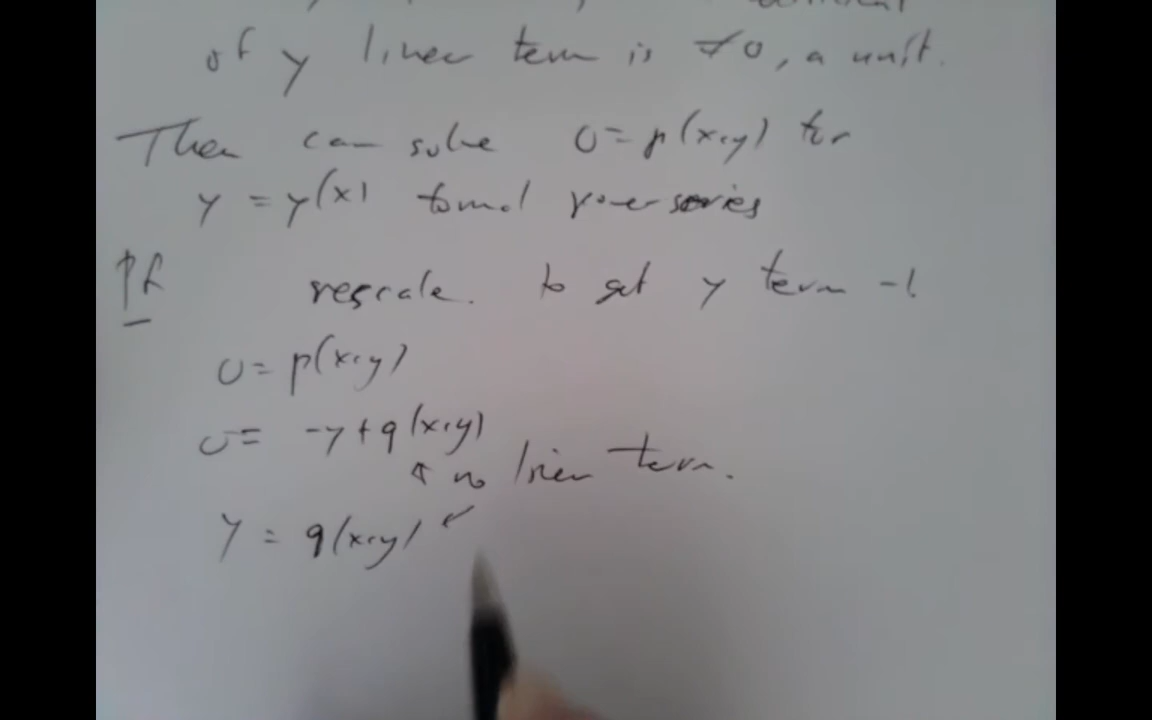 of y linear term is ≠0, a unit.
Then can solve 0=p(x,y) for
y = y(x) formal power series
Pf rescale. to get y term -1
0= p(x,y)
0= -y+q(x,y)
↑ no linear term.
y = q(x,y) ↙